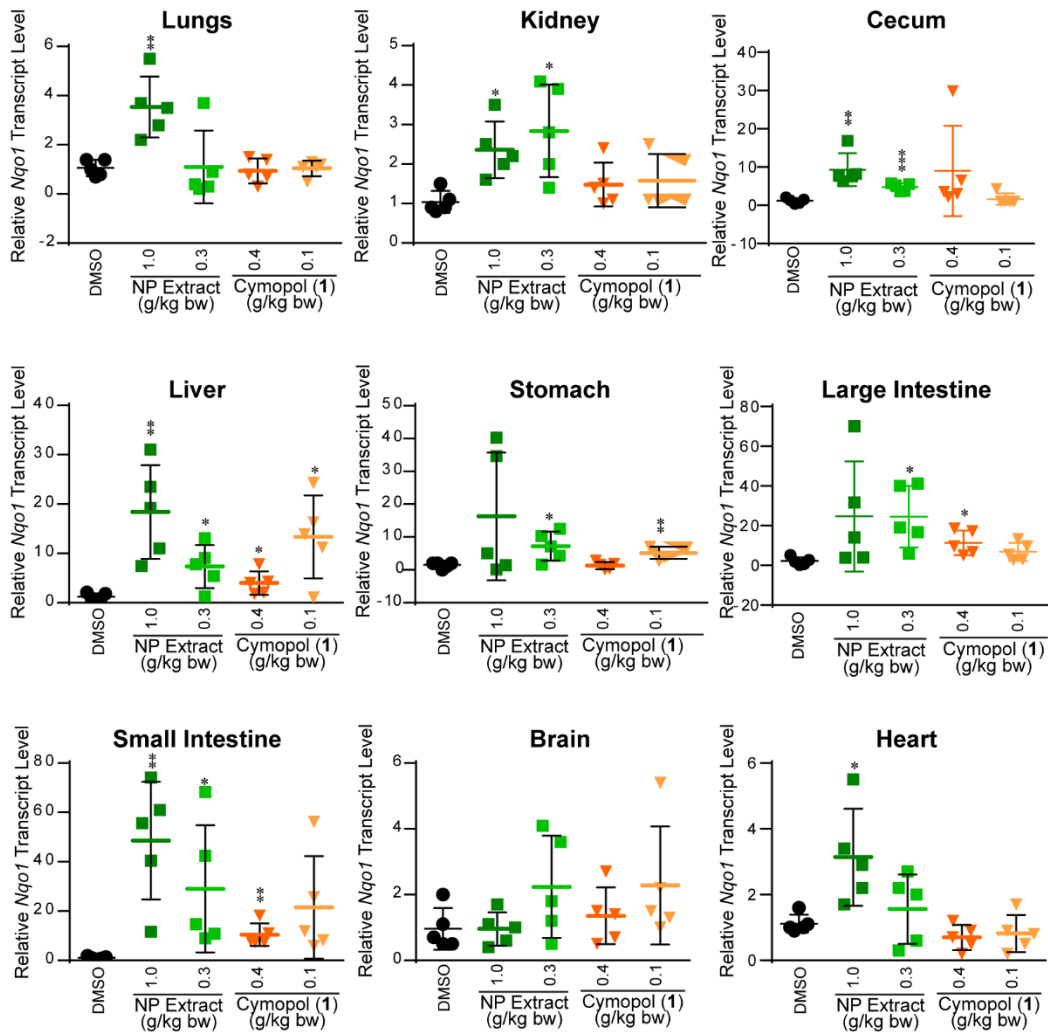 Lungs
Relative Nqo1 Transcript Level
6
4
2
0
-2
**
DMSO
1.0
0.3
0.4
0.1
NP Extract
(g/kg bw)
Cymopol (1)
(g/kg bw)
Kidney
Relative Nqo1 Transcript Level
5
4
3
2
1
0
*
*
DMSO
1.0
0.3
0.4
0.1
NP Extract
(g/kg bw)
Cymopol (1)
(g/kg bw)
Cecum
Relative Nqo1 Transcript Level
40
30
20
10
0
-10
**
***
DMSO
1.0
0.3
0.4
0.1
NP Extract
(g/kg bw)
Cymopol (1)
(g/kg bw)
Liver
Relative Nqo1 Transcript Level
40
30
20
10
0
**
*
*
*
DMSO
1.0
0.3
0.4
0.1
NP Extract
(g/kg bw)
Cymopol (1)
(g/kg bw)
Stomach
Relative Nqo1 Transcript Level
50
40
30
20
10
0
-10
*
**
DMSO
1.0
0.3
0.4
0.1
NP Extract
(g/kg bw)
Cymopol (1)
(g/kg bw)
Large Intestine
Relative Nqo1 Transcript Level
80
60
40
20
0
-20
*
*
DMSO
1.0
0.3
0.4
0.1
NP Extract
(g/kg bw)
Cymopol (1)
(g/kg bw)
Small Intestine
Relative Nqo1 Transcript Level
80
60
40
20
0
**
*
**
DMSO
1.0
0.3
0.4
0.1
NP Extract
(g/kg bw)
Cymopol (1)
(g/kg bw)
Brain
Relative Nqo1 Transcript Level
6
4
2
0
DMSO
1.0
0.3
0.4
0.1
NP Extract
(g/kg bw)
Cymopol (1)
(g/kg bw)
Heart
Relative Nqo1 Transcript Level
6
4
2
0
*
DMSO
1.0
0.3
0.4
0.1
NP Extract
(g/kg bw)
Cymopol (1)
(g/kg bw)